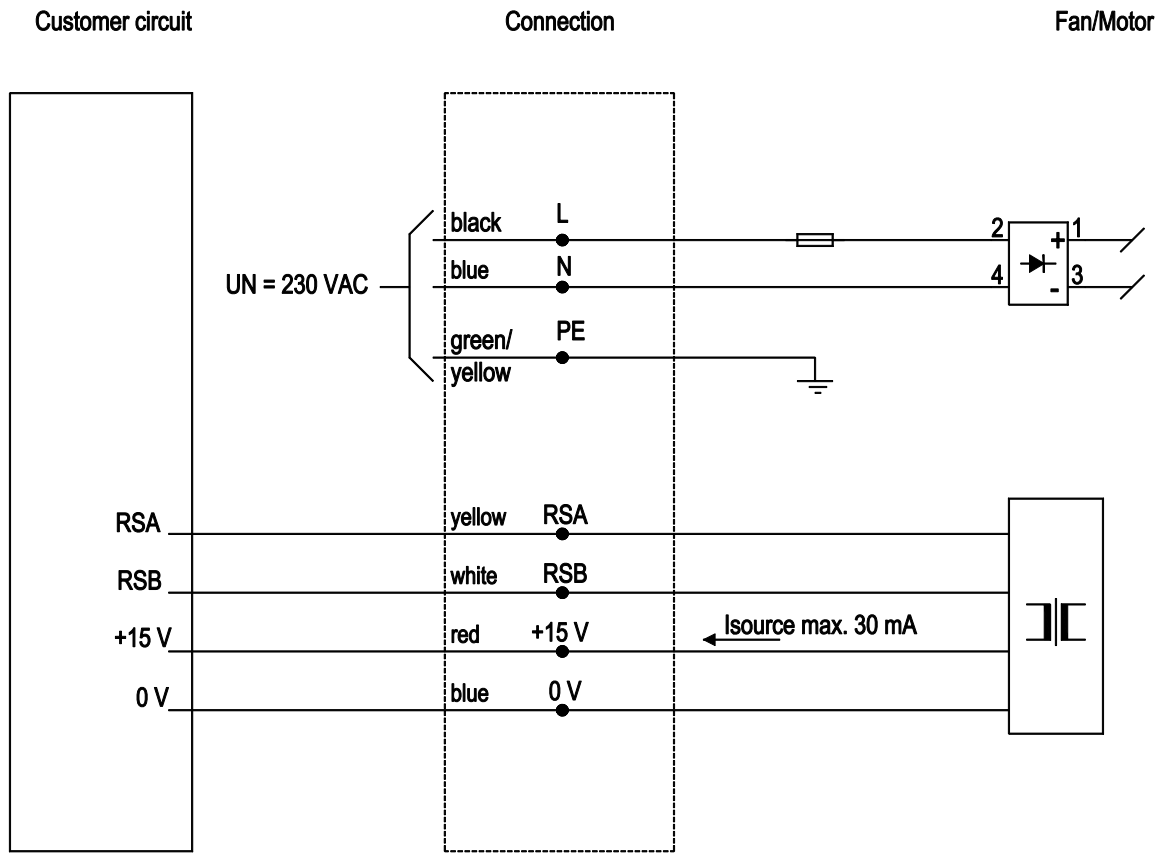 Customer circuit
Connection
Fan/Motor
black
L
2
+
1
blue
N
UN = 230 VAC
4
-
3
green/
yellow
PE
RSA
yellow
RSA
RSB
white
RSB
+15 V
red
+15 V
Isource max. 30 mA
0 V
blue
0 V